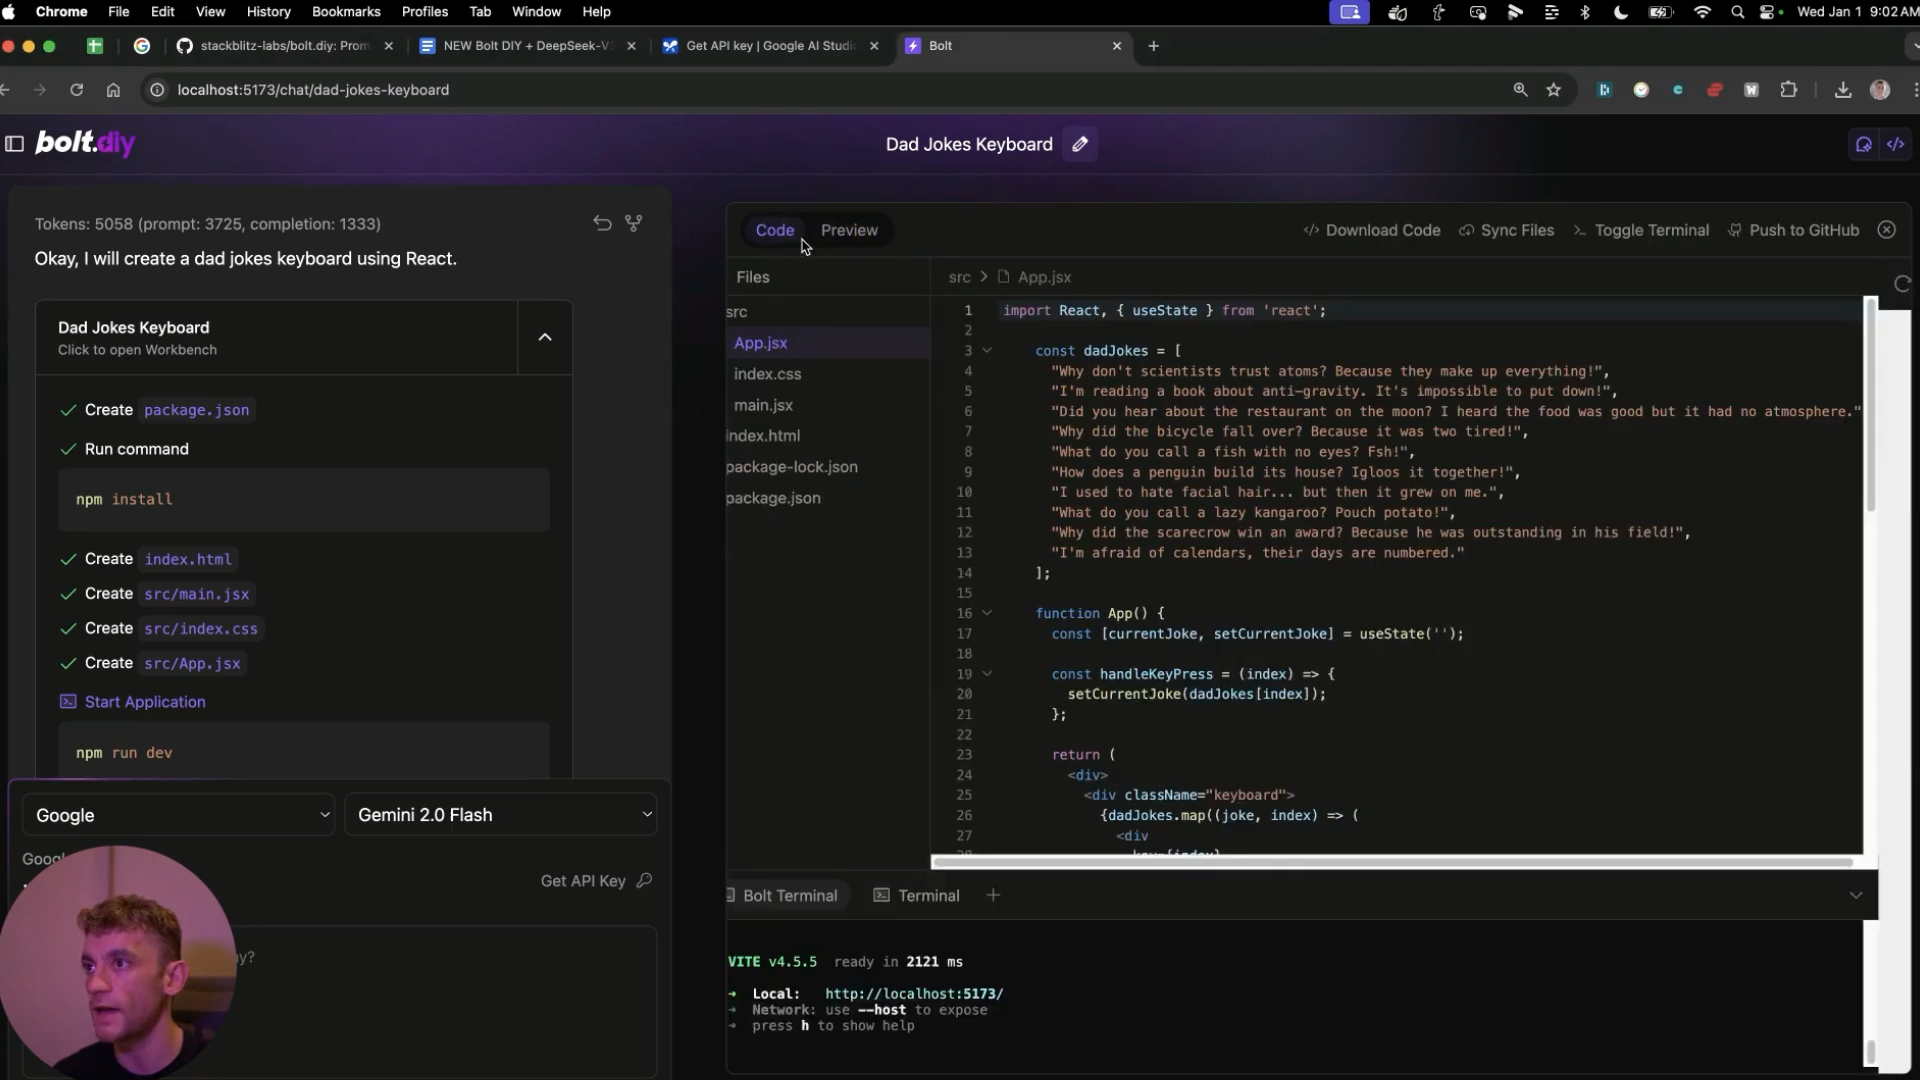 Chrome File Edit View History Bookmarks Profiles Tab Window Help Wed Jan 1 9:02 AM
stackblitz-labs/bolt.diy: Prom NEW Bolt DIY + DeepSeek-V Get API key | Google AI Studi Bolt
localhost:5173/chat/dad-jokes-keyboard
bolt.diy
Dad Jokes Keyboard
Tokens: 5058 (prompt: 3725, completion: 1333)
Okay, I will create a dad jokes keyboard using React.
Dad Jokes Keyboard
Click to open Workbench
Create package.json
Run command
npm install
Create index.html
Create src/main.jsx
Create src/index.css
Create src/App.jsx
Start Application
npm run dev
Google
Gemini 2.0 Flash
Get API Key
Code Preview
Download Code Sync Files Toggle Terminal Push to GitHub
Files
src
App.jsx
index.css
main.jsx
index.html
package-lock.json
package.json
src > App.jsx
1 import React, { useState } from 'react';
2
3 const dadJokes = [
4 "Why don't scientists trust atoms? Because they make up everything!",
5 "I'm reading a book about anti-gravity. It's impossible to put down!",
6 "Did you hear about the restaurant on the moon? I heard the food was good but it had no atmosphere."
7 "Why did the bicycle fall over? Because it was two tired!",
8 "What do you call a fish with no eyes? Fsh!",
9 "How does a penguin build its house? Igloos it together!",
10 "I used to hate facial hair... but then it grew on me.",
11 "What do you call a lazy kangaroo? Pouch potato!",
12 "Why did the scarecrow win an award? Because he was outstanding in his field!",
13 "I'm afraid of calendars, their days are numbered."
14 ];
15
16 function App() {
17 const [currentJoke, setCurrentJoke] = useState('');
18
19 const handleKeyPress = (index) => {
20 setCurrentJoke(dadJokes[index]);
21 };
22
23 return (
24 <div>
25 <div className="keyboard">
26 {dadJokes.map((joke, index) => (
27 <div
Bolt Terminal Terminal
VITE v4.5.5 ready in 2121 ms
➜ Local: http://localhost:5173/
➜ Network: use --host to expose
➜ press h to show help